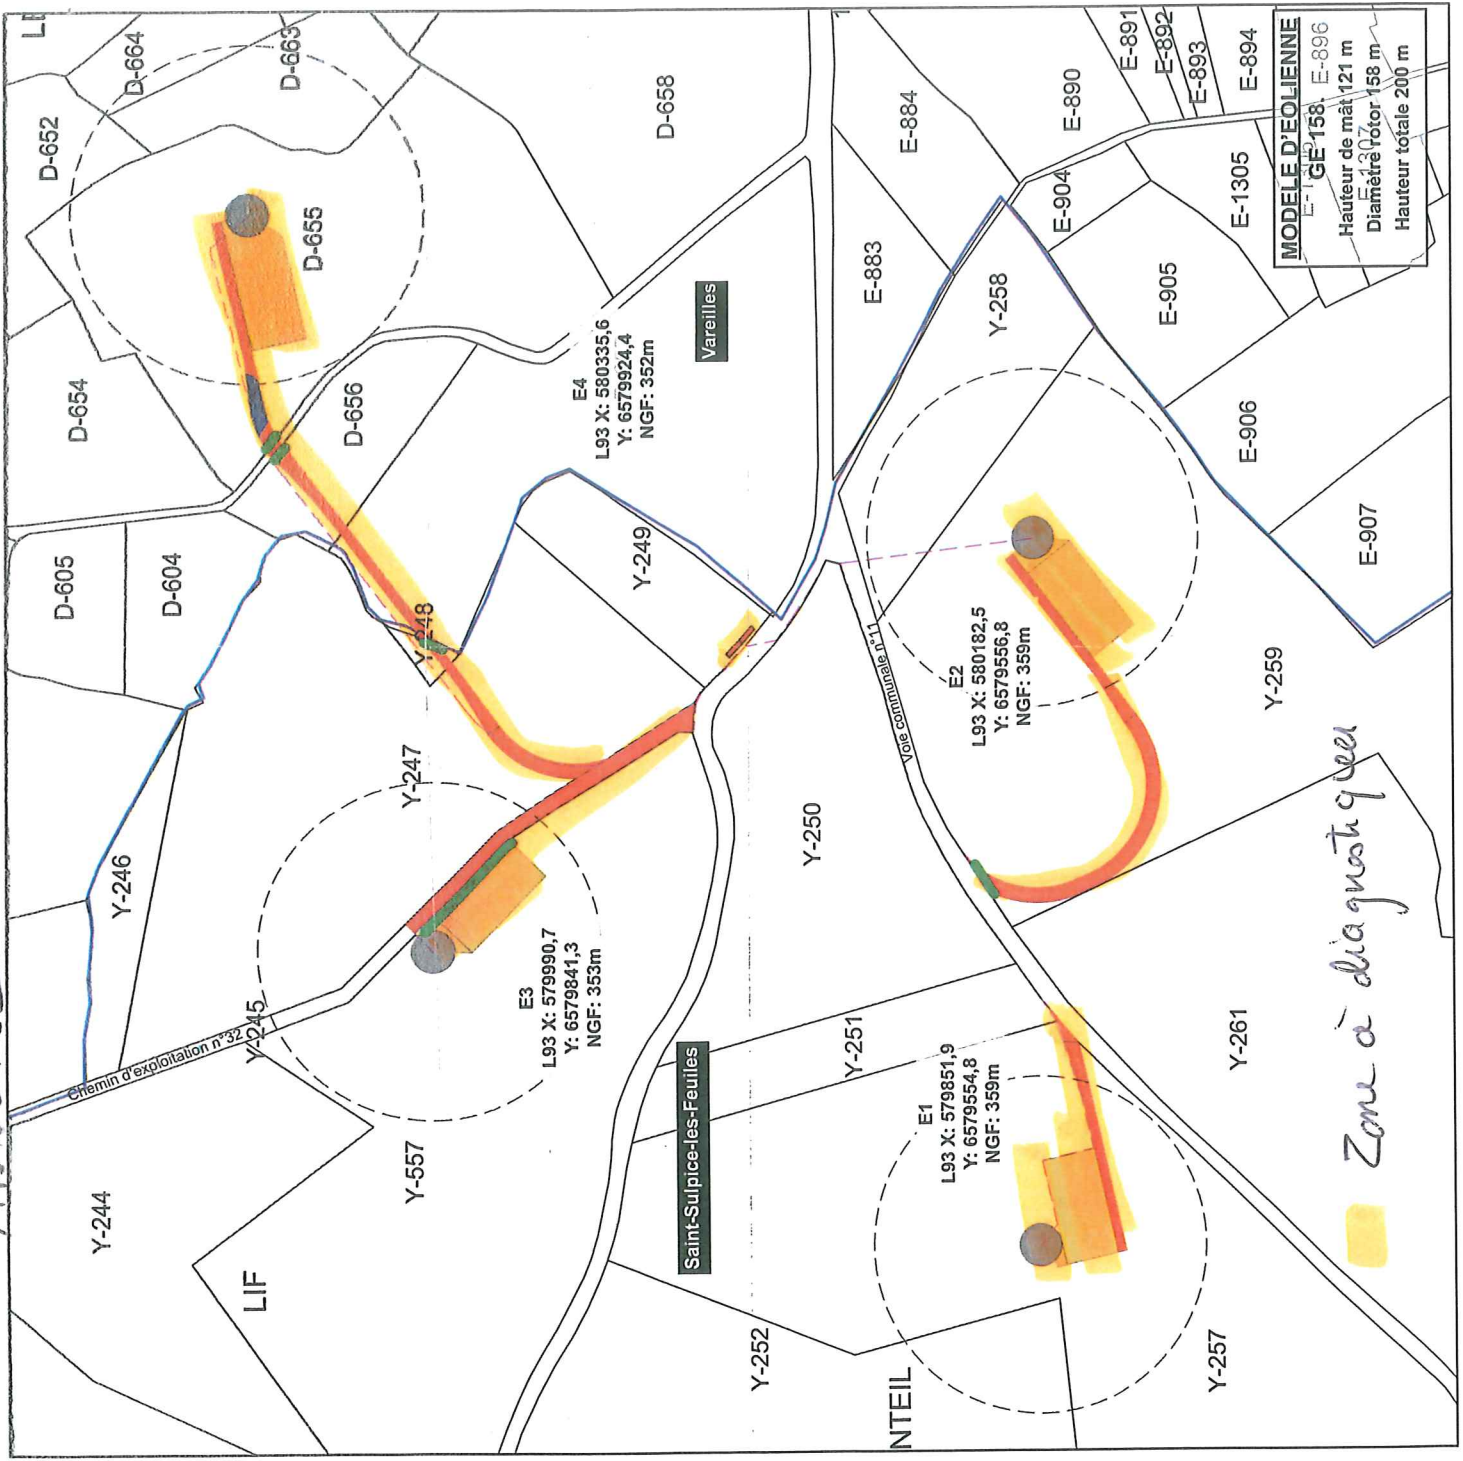 LIF
NTEIL
Y-244
Y-557
Y-252
Y-257
Y-246
Y-245
Chemin d'exploitation n°32
Y-247
Y-248
Y-249
Y-250
Y-251
Y-261
Y-259
Y-258
Voie communale n°11
Saint-Sulpice-les-Feuilles
Vareilles
E3
L93 X: 579990,7
Y: 6579841,3
NGF: 353m
E1
L93 X: 579851,9
Y: 6579554,8
NGF: 359m
E2
L93 X: 580182,5
Y: 6579556,8
NGF: 359m
E4
L93 X: 580335,6
Y: 6579924,4
NGF: 352m
D-605
D-604
D-654
D-656
D-652
D-655
D-664
D-663
D-658
E-883
E-884
E-890
E-891
E-892
E-893
E-894
E-896
E-904
E-905
E-906
E-907
E-1305
E-1307
MODELE D'EOLIENNE
GE 158.
Hauteur de mât 121 m
Diamètre rotor 158 m
Hauteur totale 200 m
Zone à diagnostiquer